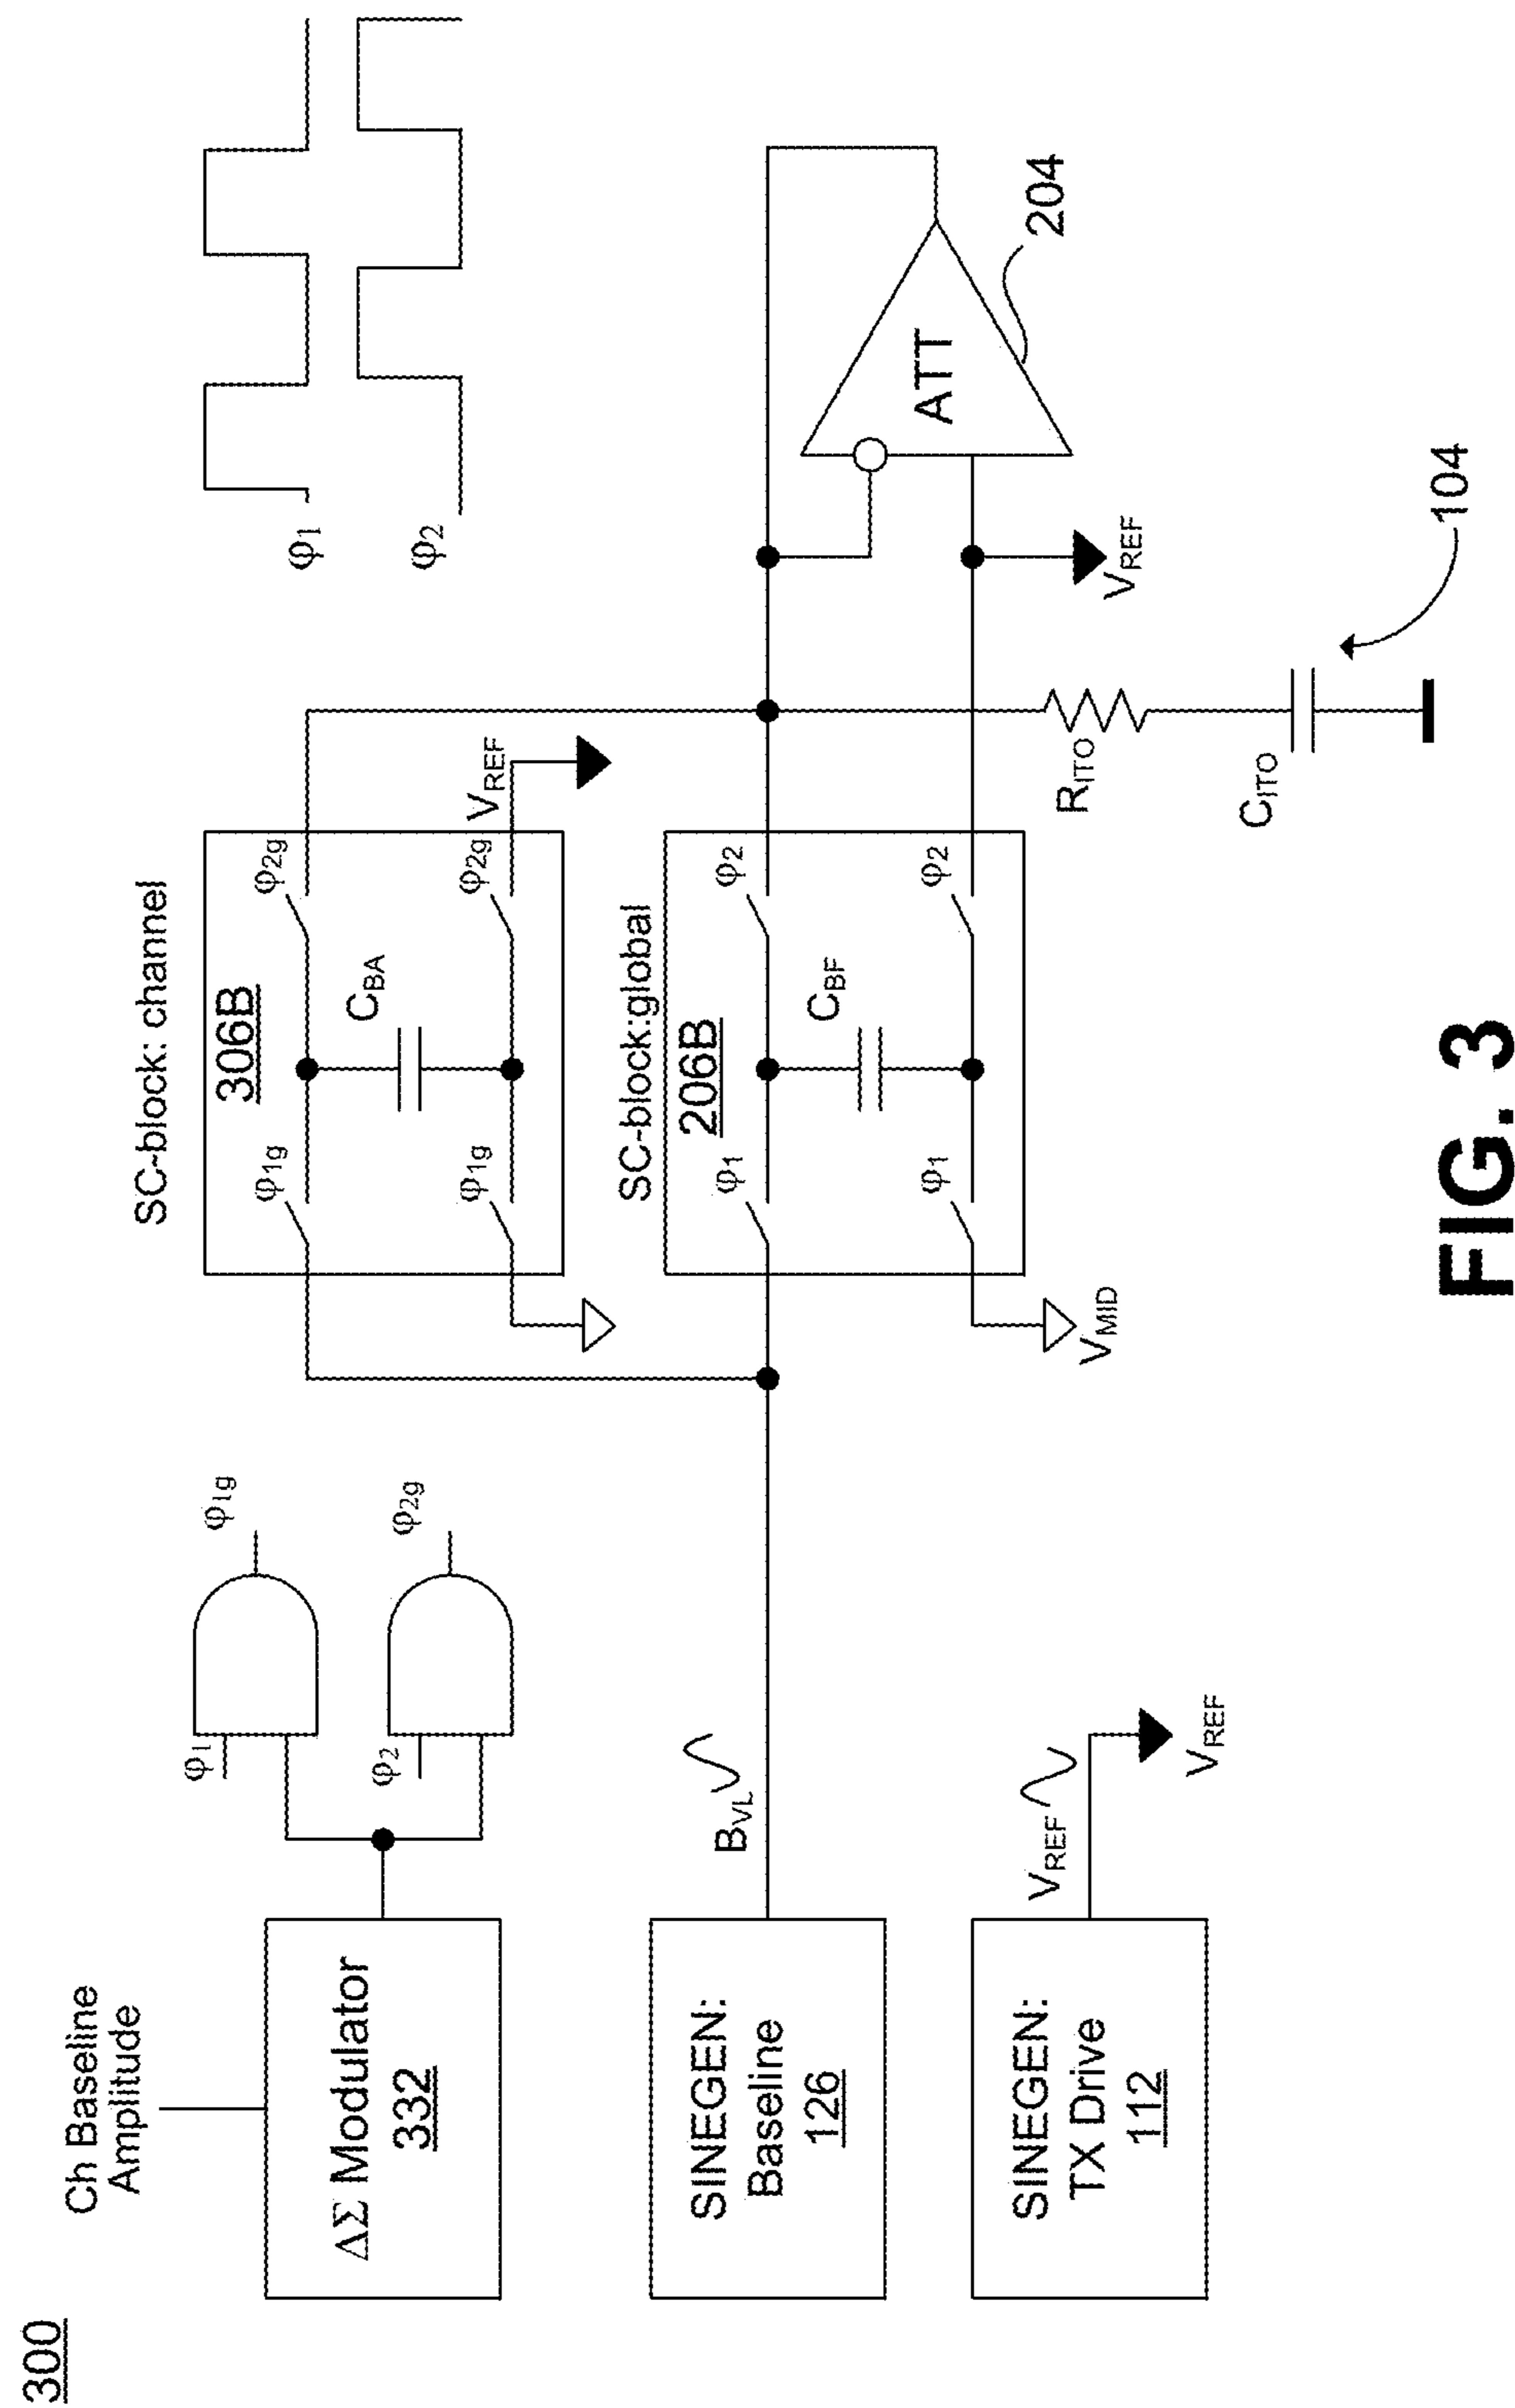 300
Ch Baseline
Amplitude
ΔΣ Modulator
332
φ1
φ1g
φ2
φ2g
SINEGEN:
Baseline
126
BVL
SINEGEN:
TX Drive
112
VREF
VREF
SC-block: channel
306B
φ1g
φ2g
CBA
φ1g
φ2g
VREF
SC-block:global
206B
φ1
φ2
CBF
φ1
φ2
VMID
φ1
φ2
ATT
204
VREF
RITO
CITO
104
FIG. 3